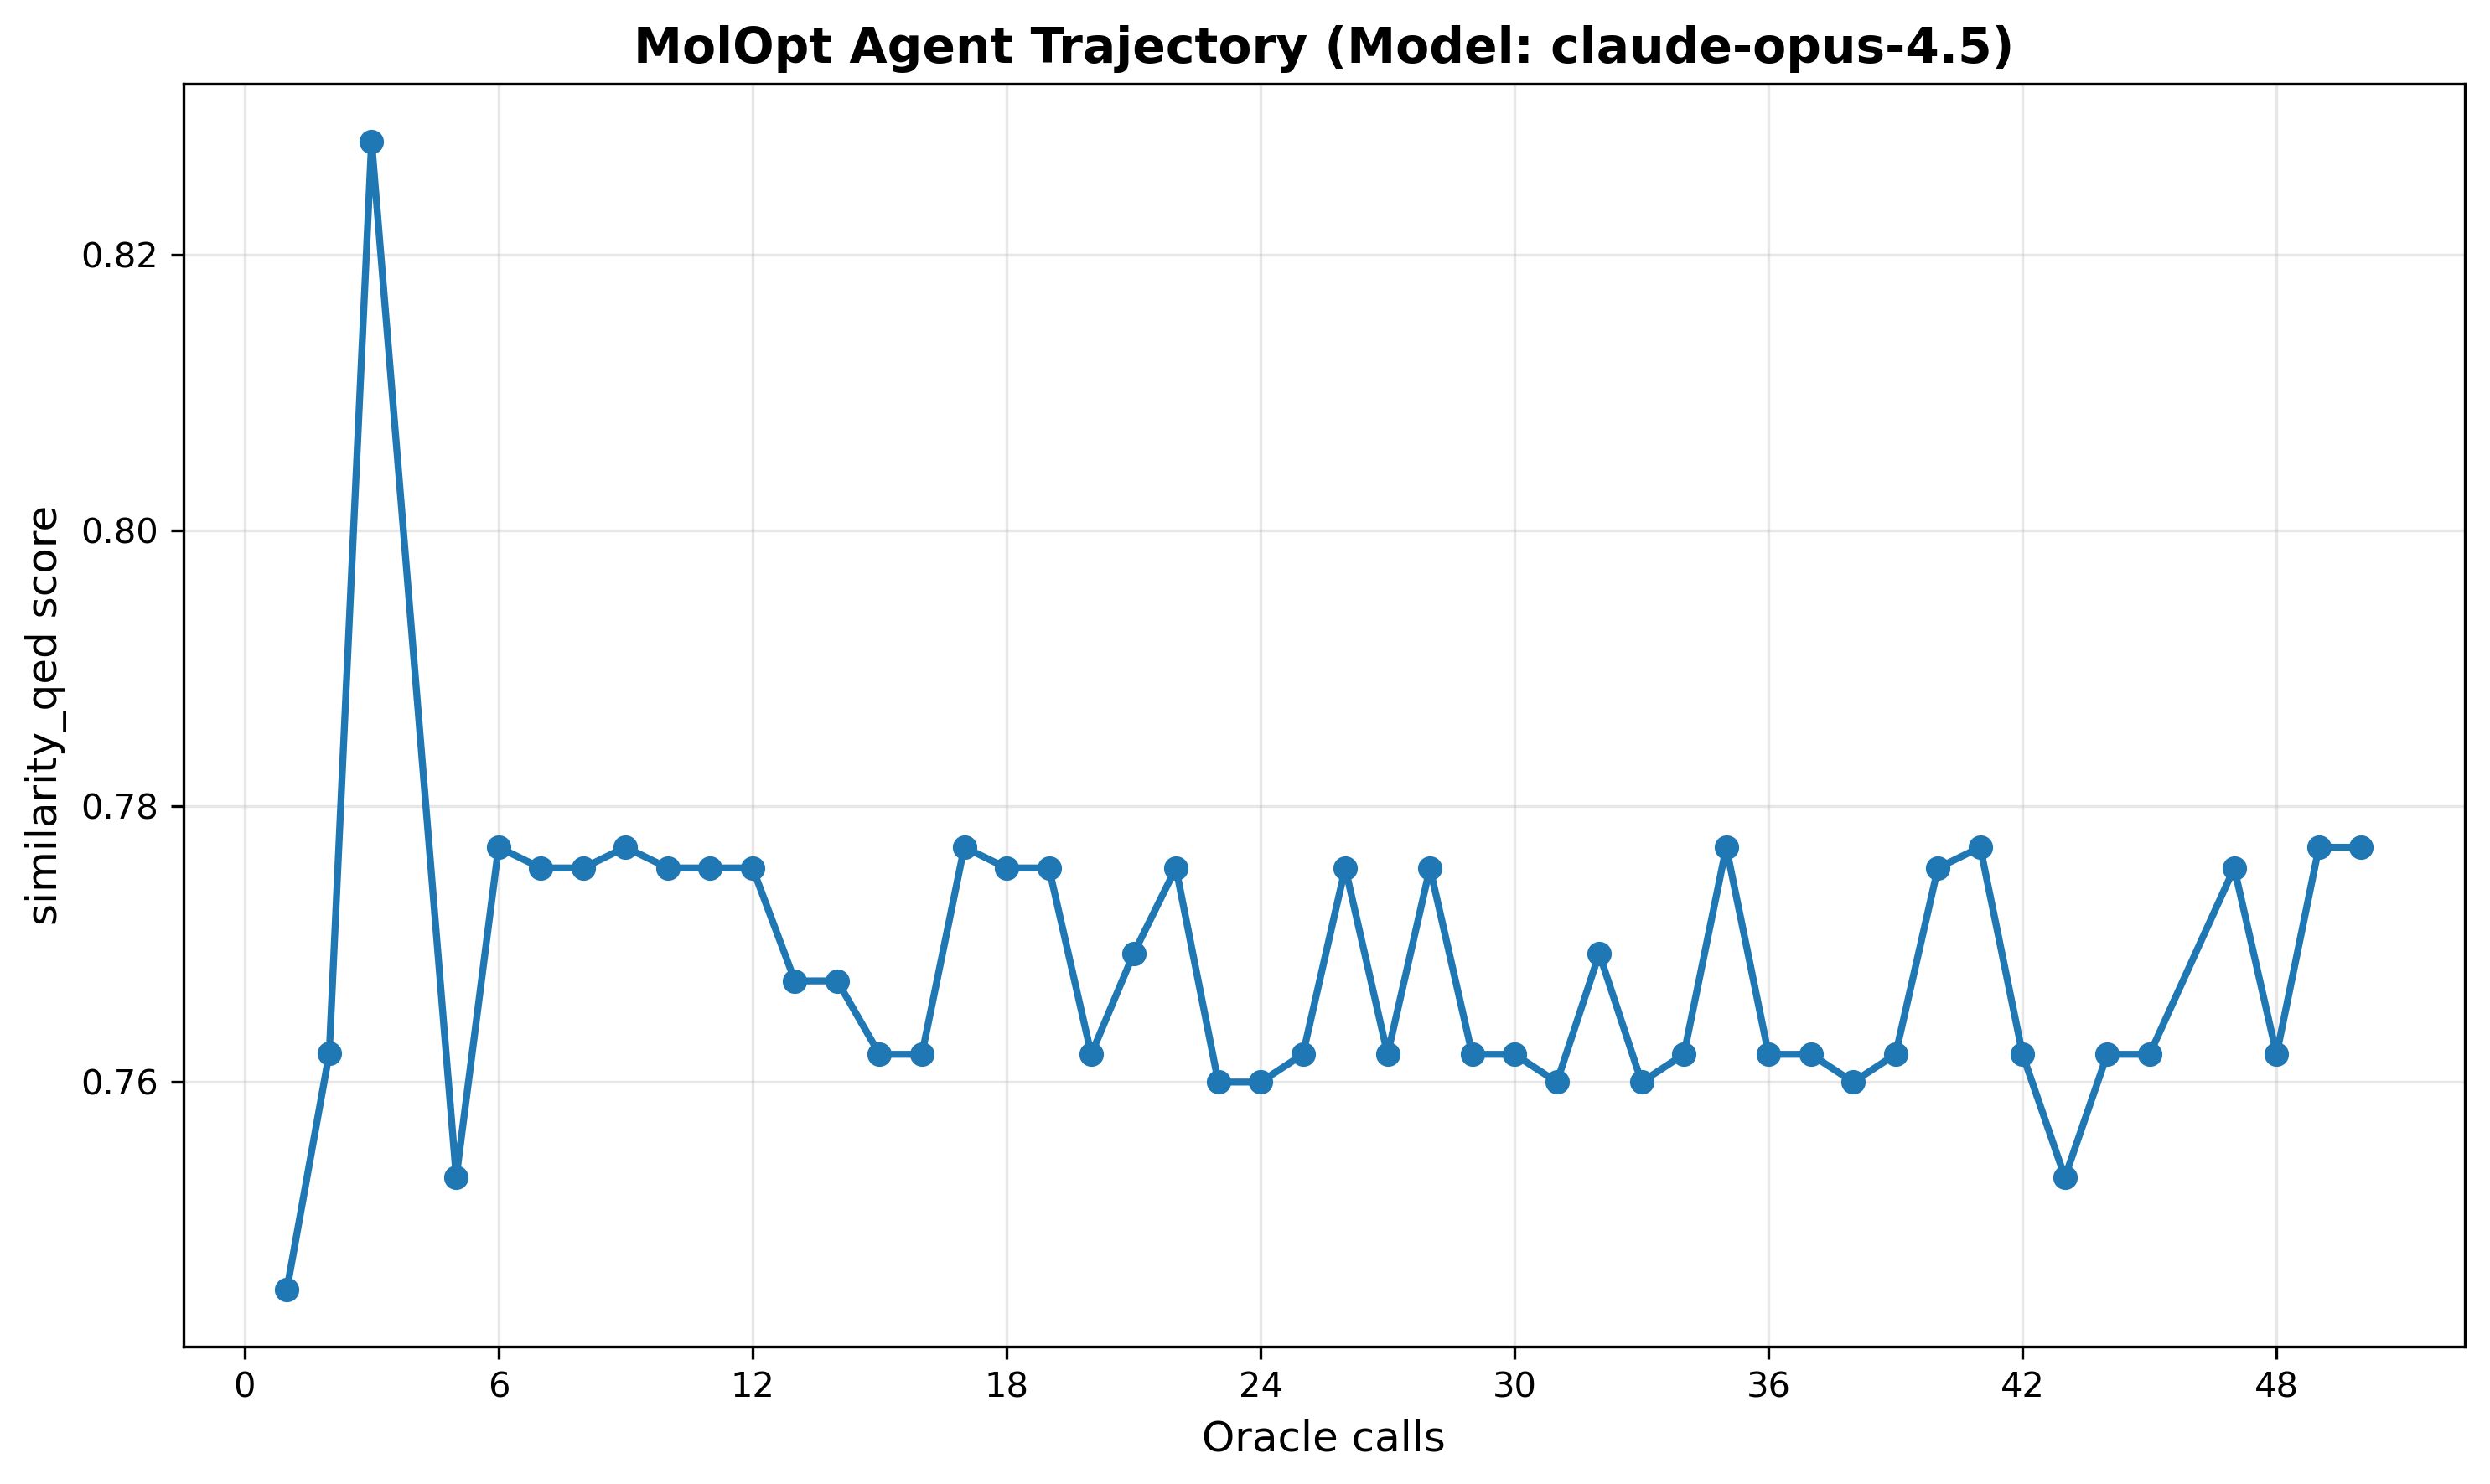 MolOpt Agent Trajectory (Model: claude-opus-4.5)
similarity_qed score
0.82
0.80
0.78
0.76
0 6 12 18 24 30 36 42 48
Oracle calls